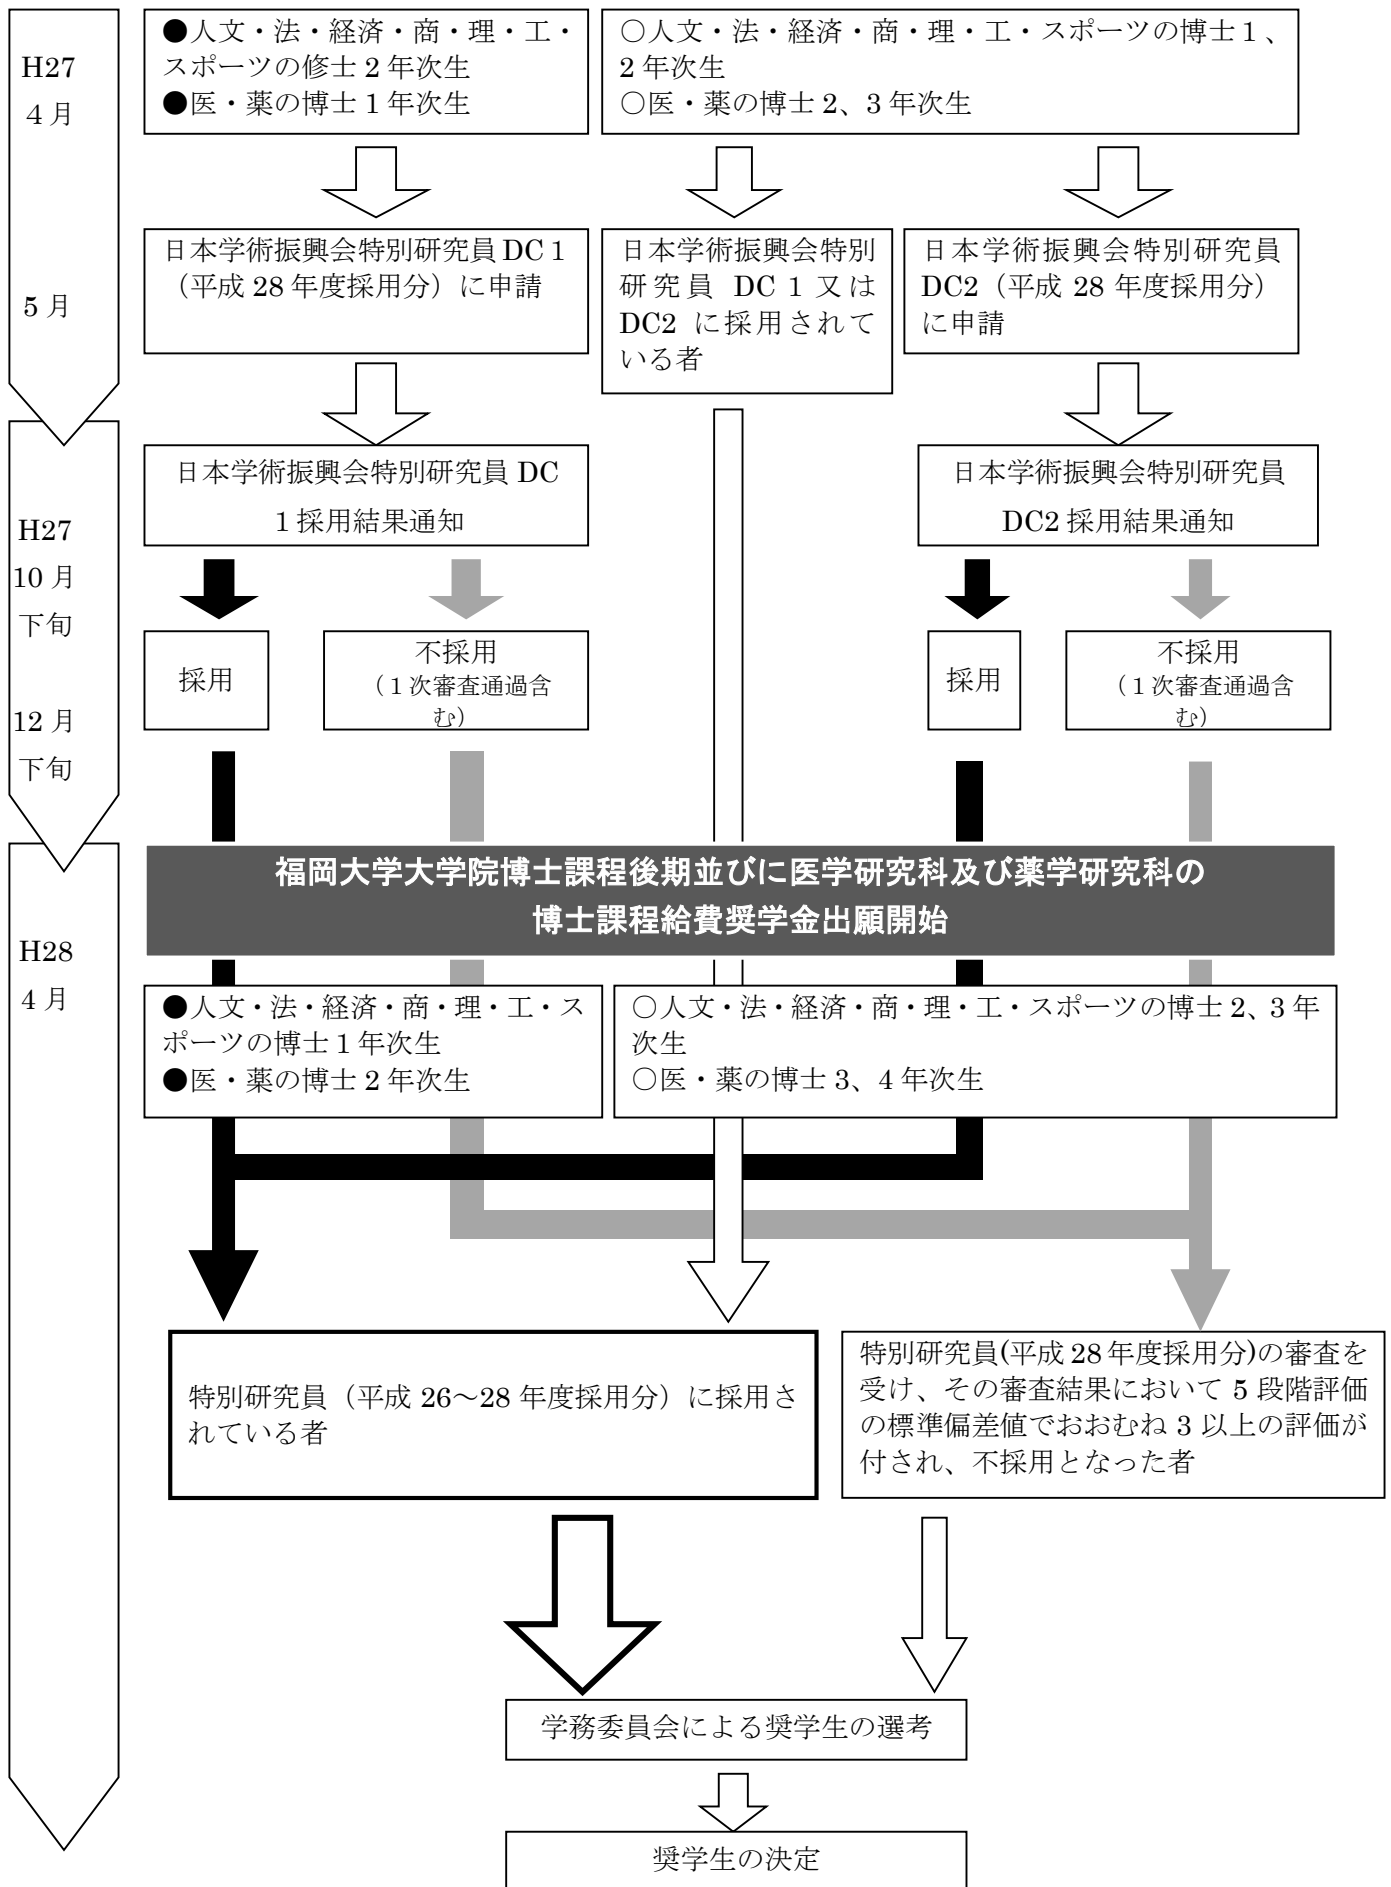 H27
4月
5月
●人文・法・経済・商・理・工・
スポーツの修士2年次生
●医・薬の博士1年次生
○人文・法・経済・商・理・工・スポーツの博士1、
2年次生
○医・薬の博士2、3年次生
日本学術振興会特別研究員DC1
（平成28年度採用分）に申請
日本学術振興会特別
研究員 DC1又は
DC2 に採用されて
いる者
日本学術振興会特別研究員
DC2（平成 28 年度採用分）
に申請
H27
10月
下旬
12月
下旬
日本学術振興会特別研究員 DC
1採用結果通知
日本学術振興会特別研究員
DC2採用結果通知
採用
不採用
（1次審査通過含
む）
採用
不採用
（1次審査通過含
む）
福岡大学大学院博士課程後期並びに医学研究科及び薬学研究科の
博士課程給費奨学金出願開始
H28
4月
●人文・法・経済・商・理・工・ス
ポーツの博士1年次生
●医・薬の博士2年次生
○人文・法・経済・商・理・工・スポーツの博士2、3年
次生
○医・薬の博士3、4年次生
特別研究員（平成 26～28 年度採用分）に採用さ
れている者
特別研究員(平成28年度採用分)の審査を
受け、その審査結果において 5 段階評価
の標準偏差値でおおむね 3 以上の評価が
付され、不採用となった者
学務委員会による奨学生の選考
奨学生の決定